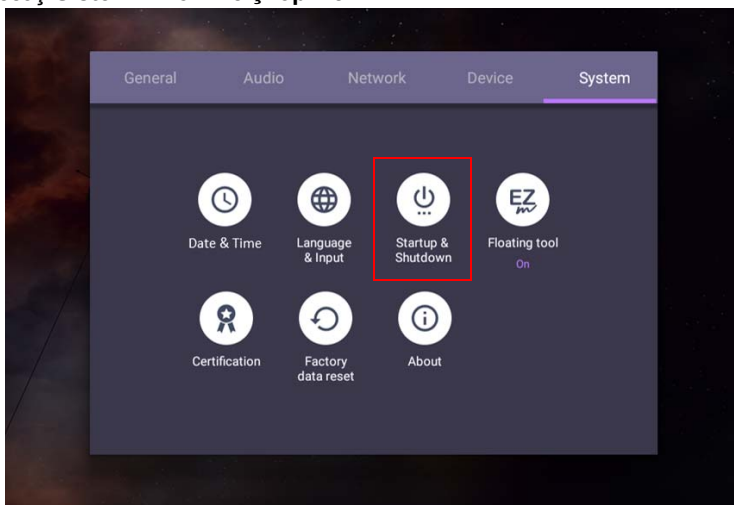 General
Audio
Network
Device
System
EZ
Date & Time
Language
& Input
Startup &
Shutdown
Floating tool
On
Certification
Factory
data reset
About